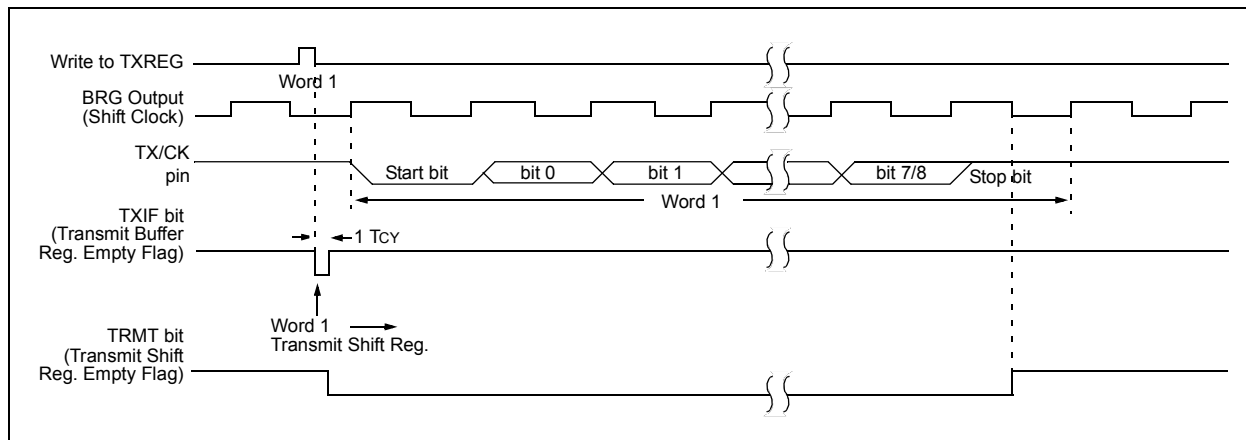 Write to TXREG
Word 1
BRG Output
(Shift Clock)
TX/CK
pin
Start bit
bit 0
bit 1
bit 7/8
Stop bit
Word 1
TXIF bit
(Transmit Buffer
Reg. Empty Flag)
1 TCY
Word 1
Transmit Shift Reg.
TRMT bit
(Transmit Shift
Reg. Empty Flag)